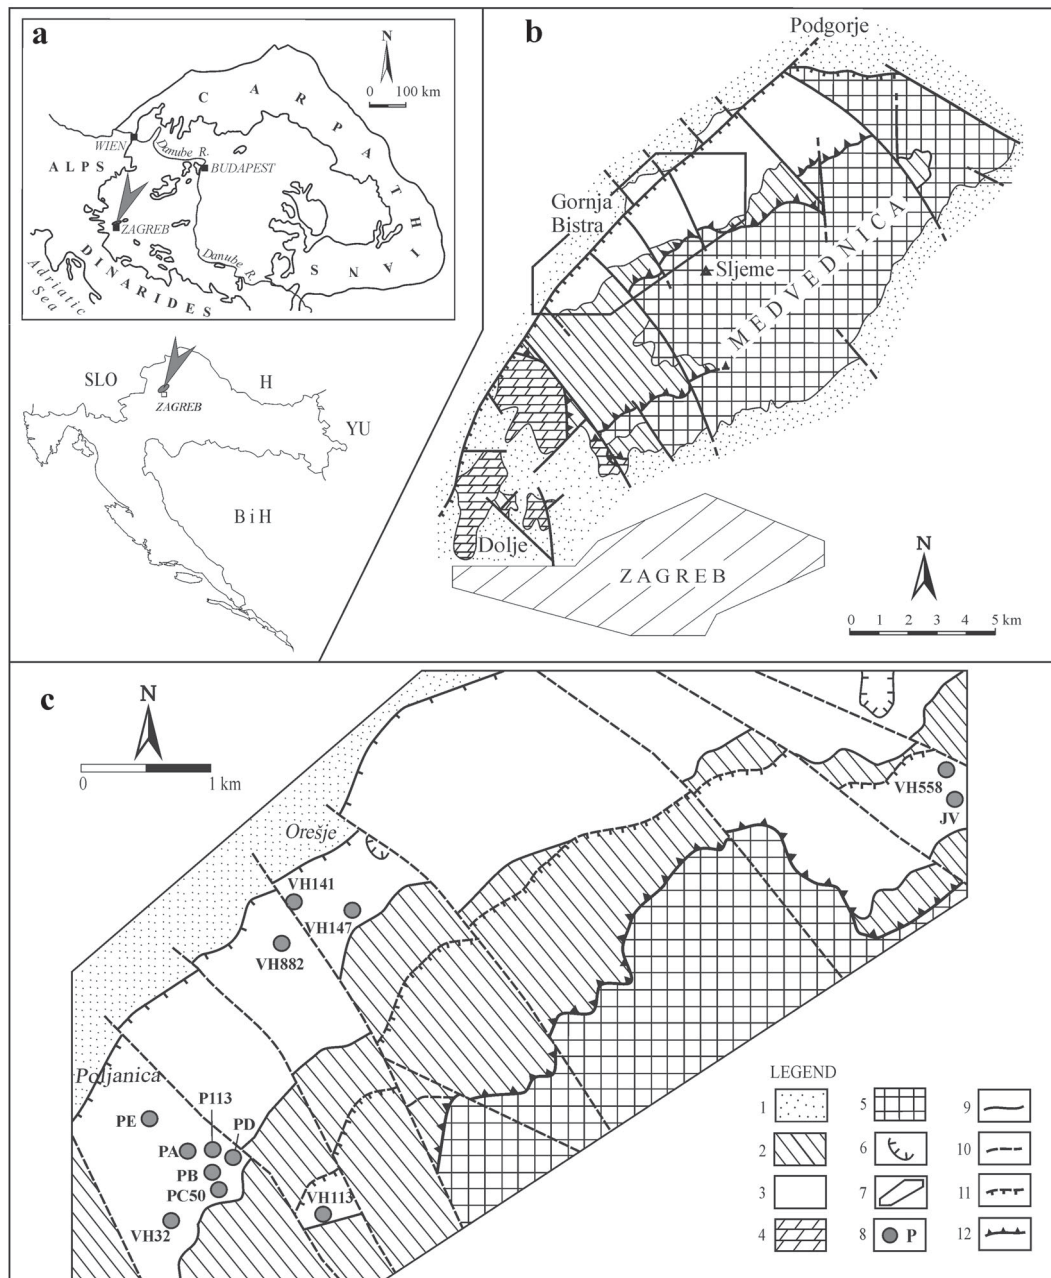 a
N
0 100 km
CARPATHIANS
WIEN
Danube R.
BUDAPEST
ALPS
ZAGREB
DINARIDES
Danube R.
Adriatic
Sea
SLO
H
ZAGREB
YU
BiH
b
Podgorje
Gornja
Bistra
Sljeme
MEDVEDNICA
Dolje
ZAGREB
N
0 1 2 3 4 5 km
c
N
0 1 km
Orešje
VH558
JV
VH141
VH147
VH882
Poljanica
P113
PE
PD
PA
PB
PC50
VH113
VH32
LEGEND
1 5 9
2 6 10
3 7 11
4 8 P 12